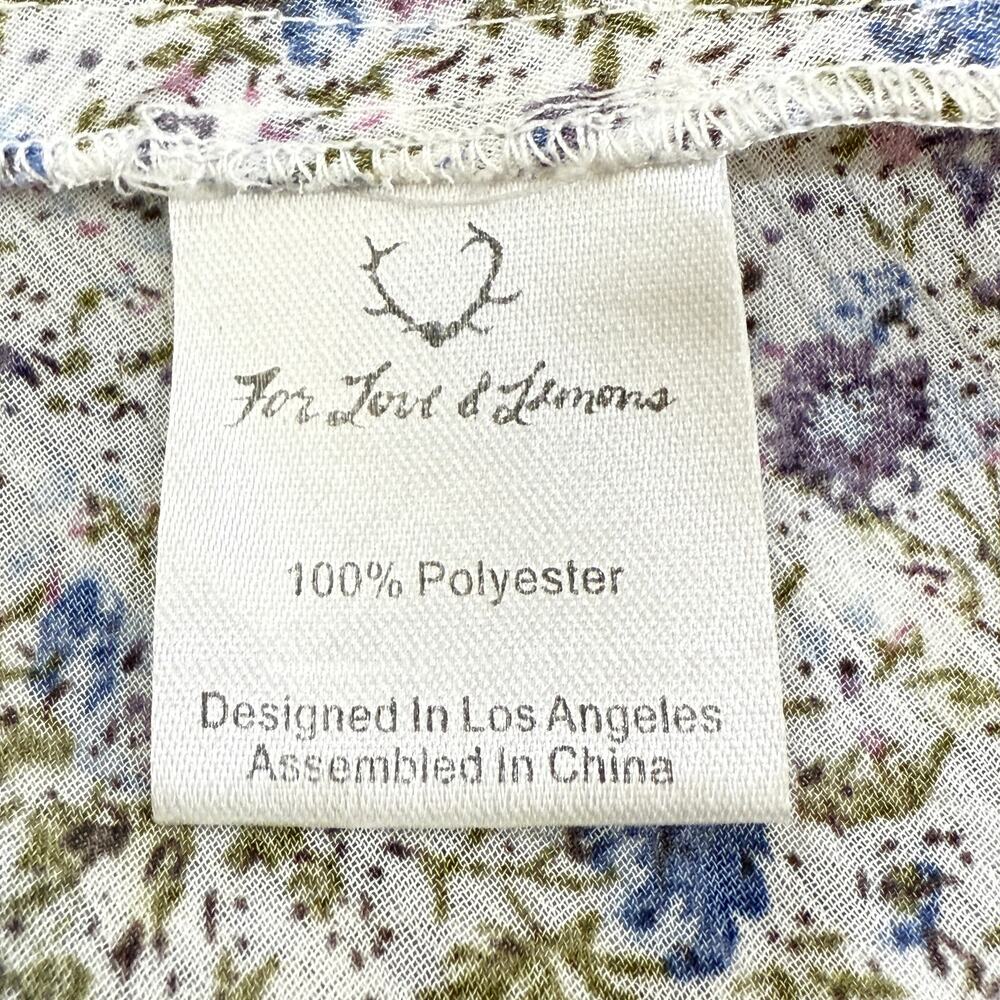 For Love & Lemons
100% Polyester
Designed In Los Angeles
Assembled In China